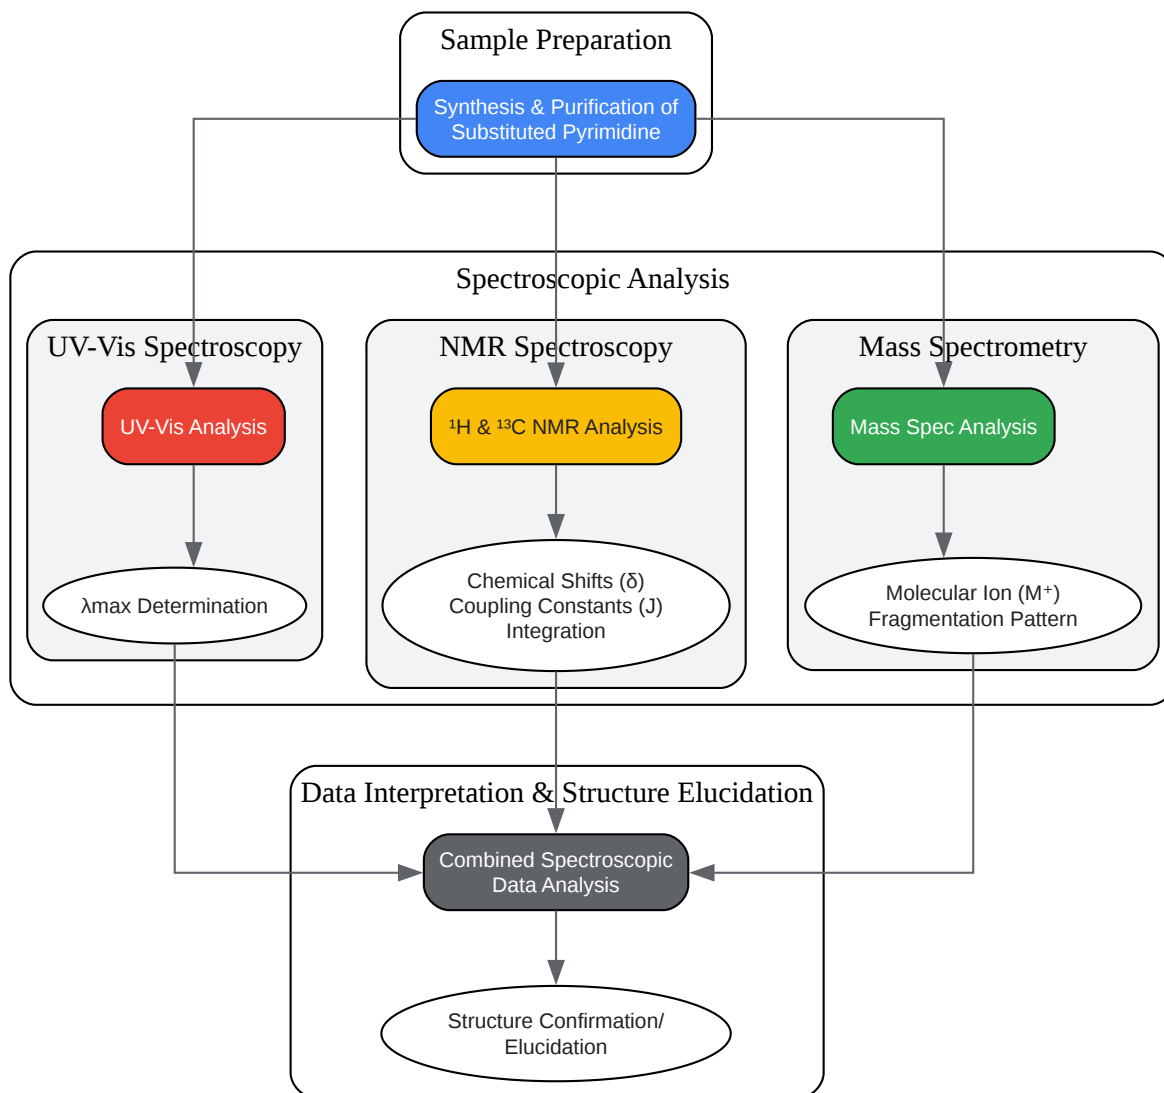 Sample Preparation
Synthesis & Purification of
Substituted Pyrimidine
Spectroscopic Analysis
UV-Vis Spectroscopy
NMR Spectroscopy
Mass Spectrometry
UV-Vis Analysis
¹H & ¹³C NMR Analysis
Mass Spec Analysis
λmax Determination
Chemical Shifts (δ)
Coupling Constants (J)
Integration
Molecular Ion (M⁺)
Fragmentation Pattern
Data Interpretation & Structure Elucidation
Combined Spectroscopic
Data Analysis
Structure Confirmation/
Elucidation